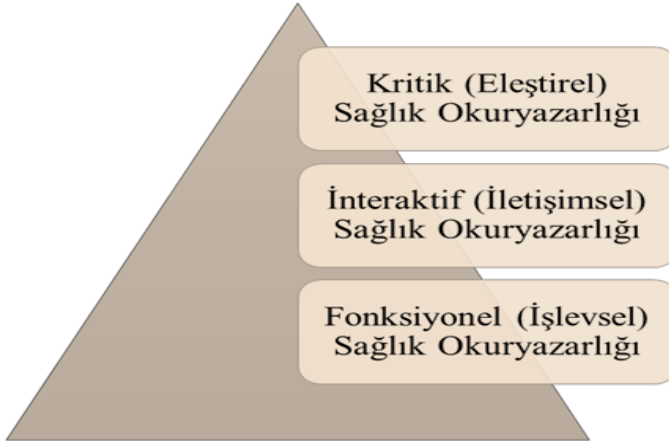 Kritik (Eleştirel)
Sağlık Okuryazarlığı
İnteraktif (İletişimsel)
Sağlık Okuryazarlığı
Fonksiyonel (İşlevsel)
Sağlık Okuryazarlığı